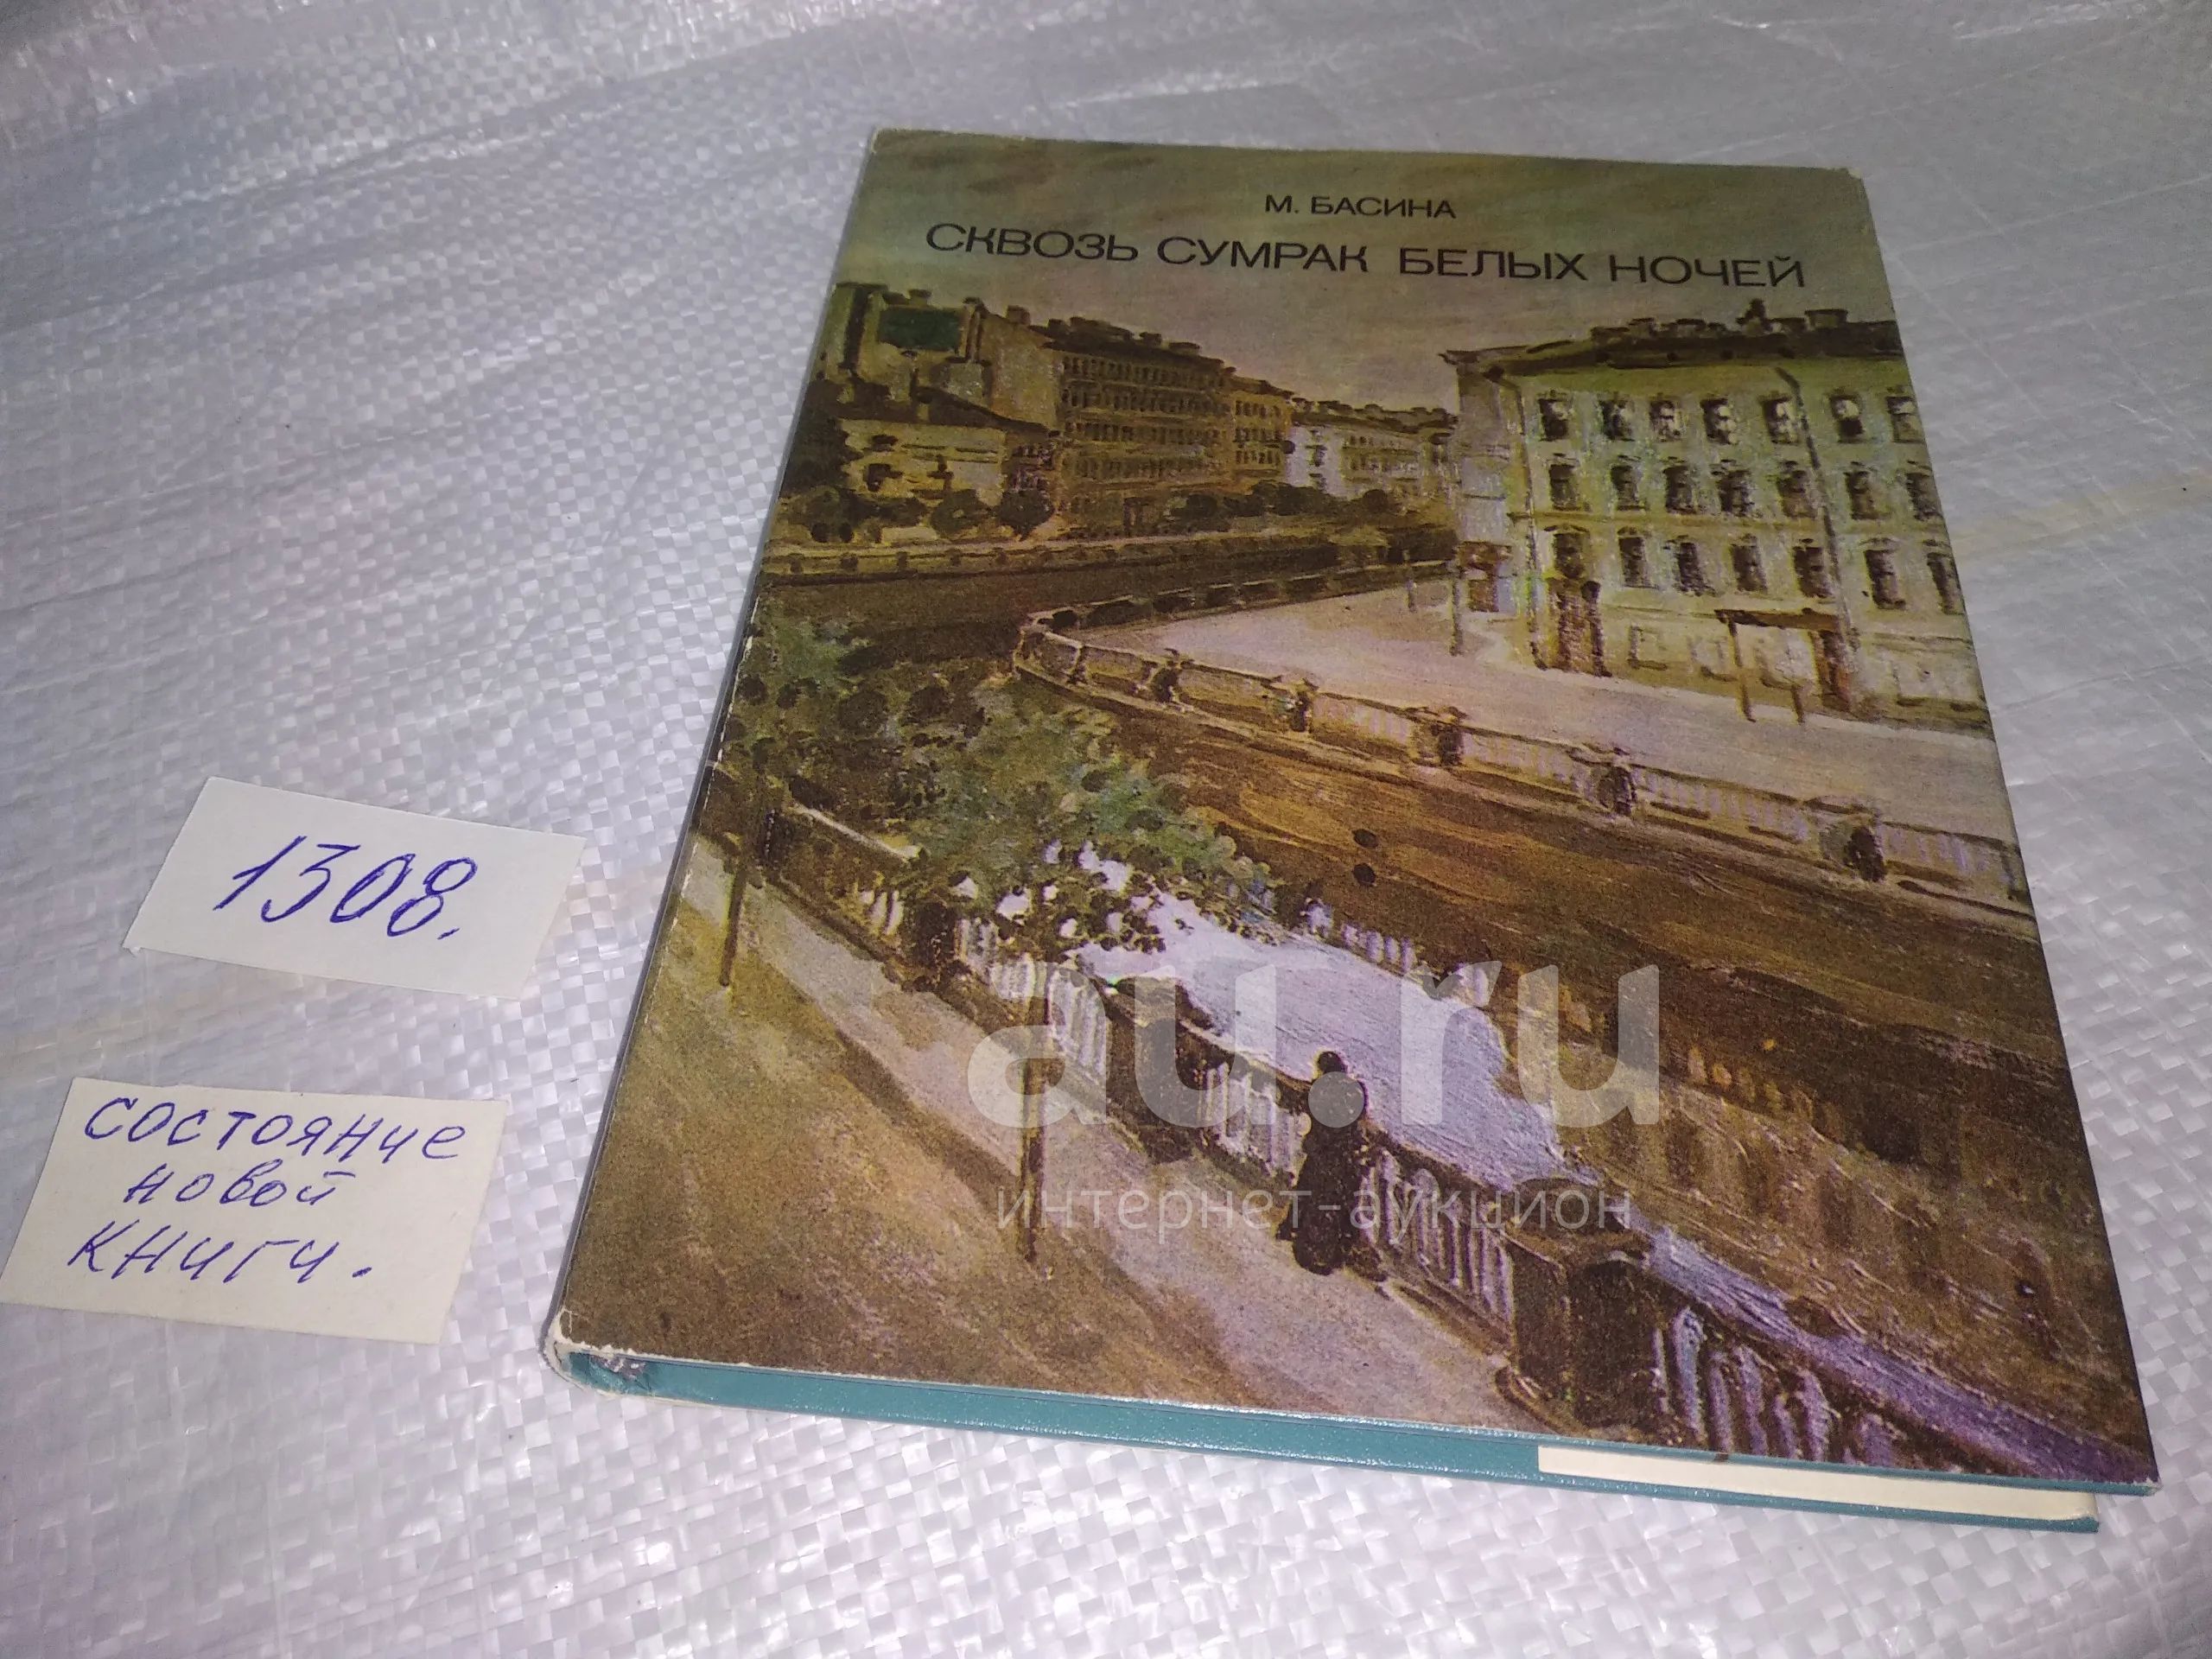 М. БАСИНА
СКВОЗЬ СУМРАК БЕЛЫХ НОЧЕЙ
1308.
состояние
новой
книги.
au.ru
интернет-аукцион